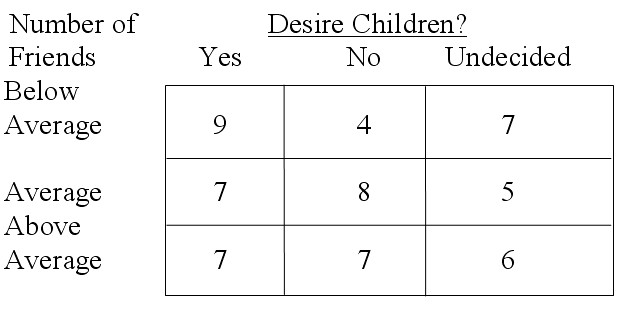 Number of Desire Children?
Friends Yes No Undecided
Below
Average 9 4 7
Average 7 8 5
Above
Average 7 7 6